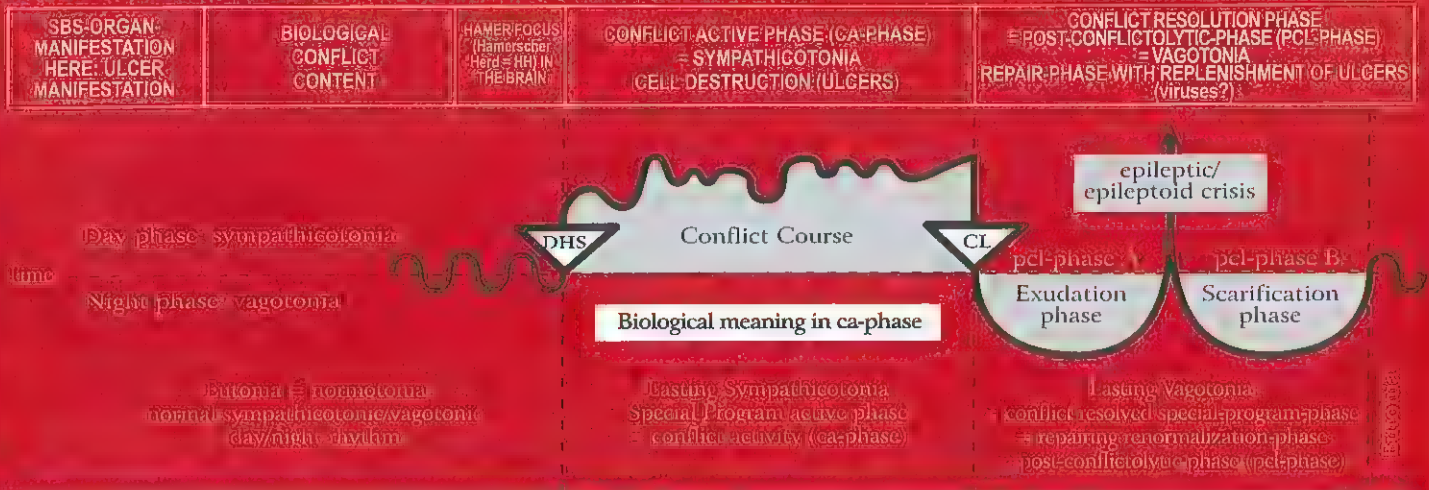 SBS-ORGAN-
MANIFESTATION
HERE: ULCER
MANIFESTATION
BIOLOGICAL
CONFLICT
CONTENT
HAMER FOCUS
(Hamerscher
Herd = HH) IN
THE BRAIN
CONFLICT ACTIVE PHASE (CA-PHASE)
= SYMPATHICOTONIA
CELL DESTRUCTION (ULCERS)
CONFLICT RESOLUTION PHASE
= POST-CONFLICTOLYTIC-PHASE (PCL-PHASE)
= VAGOTONIA
REPAIR-PHASE WITH REPLENISHMENT OF ULCERS
(viruses?)
epileptic/
epileptoid crisis
Day phase sympathicotonia
DHS
Conflict Course
CL
pcl-phase
pcl-phase B
time
Night phase vagotonia
Exudation
phase
Scarification
phase
Biological meaning in ca-phase
Eutonia = normotonia
normal sympathicotonic/vagotonic
day/night rhythm
Lasting Sympathicotonia
Special Program active phase
conflict activity (ca-phase)
Lasting Vagotonia
conflict resolved special-program-phase
= repairing renormalization-phase
post-conflictolytic-phase (pcl-phase)